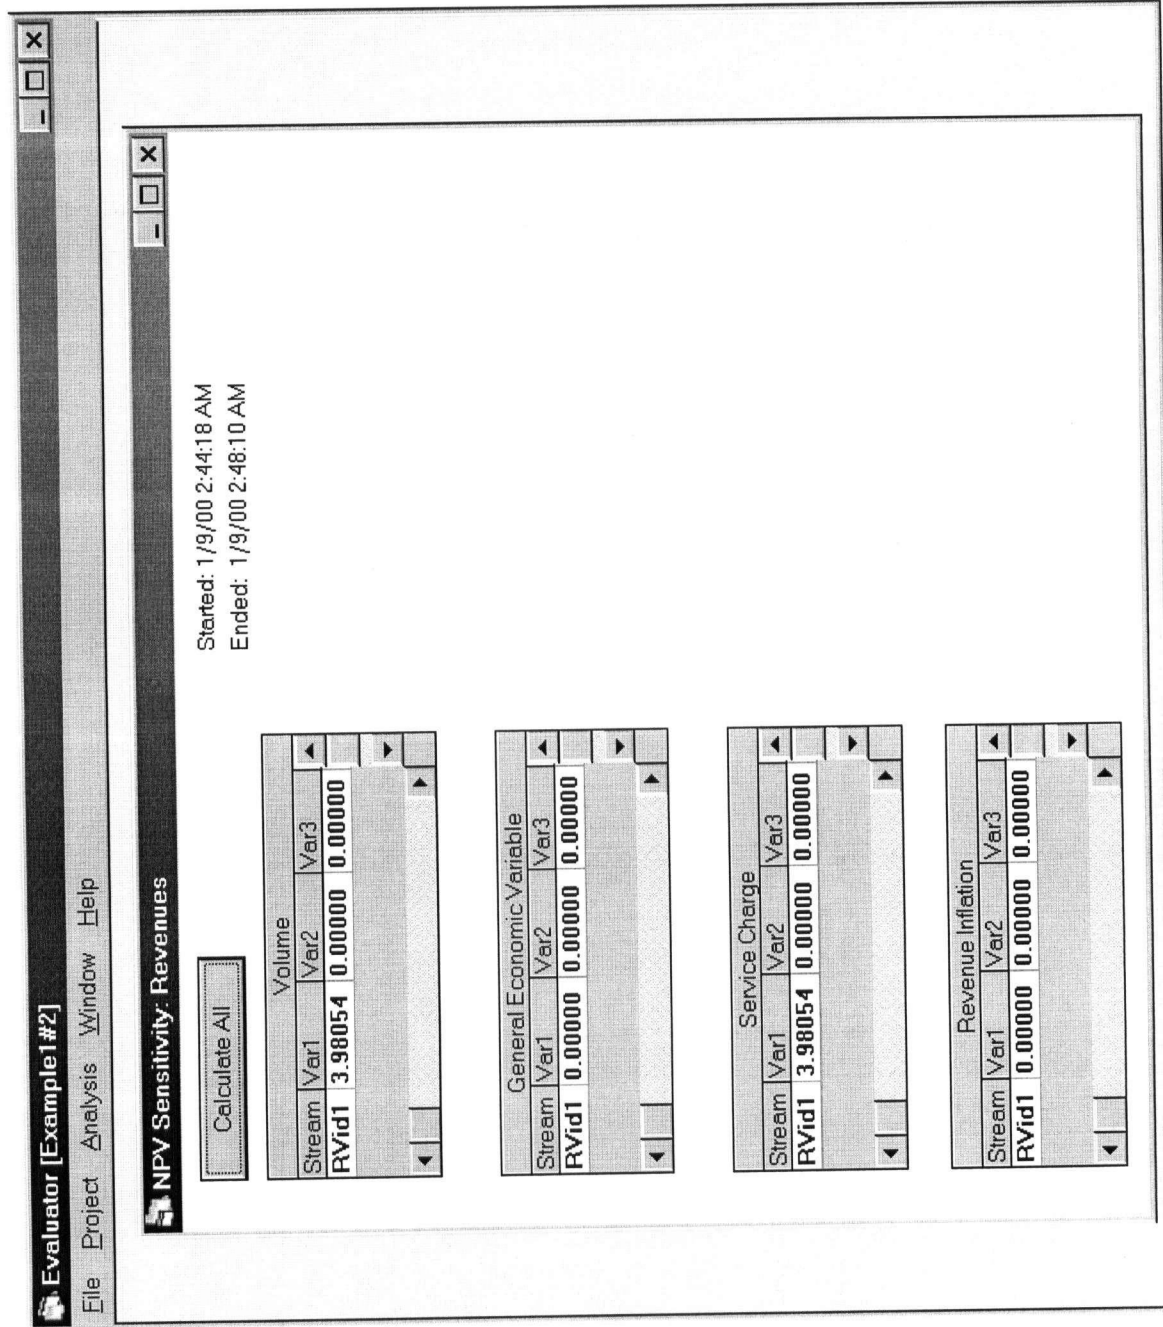 Evaluator [Example1#2]
File Project Analysis Window Help
NPV Sensitivity: Revenues
Calculate All
Started: 1/9/00 2:44:18 AM
Ended: 1/9/00 2:48:10 AM
Volume
Stream Var1 Var2 Var3
RVid1 3.98054 0.00000 0.00000
General Economic Variable
Stream Var1 Var2 Var3
RVid1 0.00000 0.00000 0.00000
Service Charge
Stream Var1 Var2 Var3
RVid1 3.98054 0.00000 0.00000
Revenue Inflation
Stream Var1 Var2 Var3
RVid1 0.00000 0.00000 0.00000